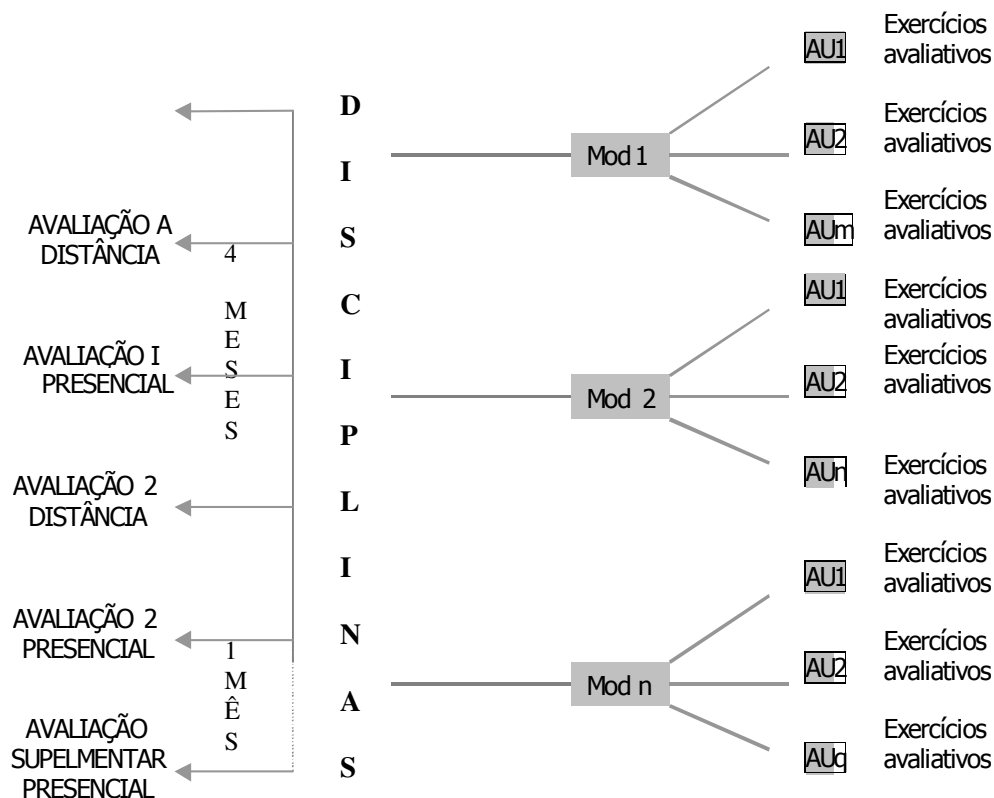 AVALIAÇÃO A
DISTÂNCIA
AVALIAÇÃO I
PRESENCIAL
AVALIAÇÃO 2
DISTÂNCIA
AVALIAÇÃO 2
PRESENCIAL
AVALIAÇÃO
SUPELMENTAR
PRESENCIAL
4
M
E
S
E
S
1
M
Ê
S
D
I
S
C
I
P
L
I
N
A
S
Mod 1
AU1
Exercícios
avaliativos
AU2
Exercícios
avaliativos
AUm
Exercícios
avaliativos
Mod 2
AU1
Exercícios
avaliativos
AU2
Exercícios
avaliativos
AUn
Exercícios
avaliativos
Mod n
AU1
Exercícios
avaliativos
AU2
Exercícios
avaliativos
AUq
Exercícios
avaliativos